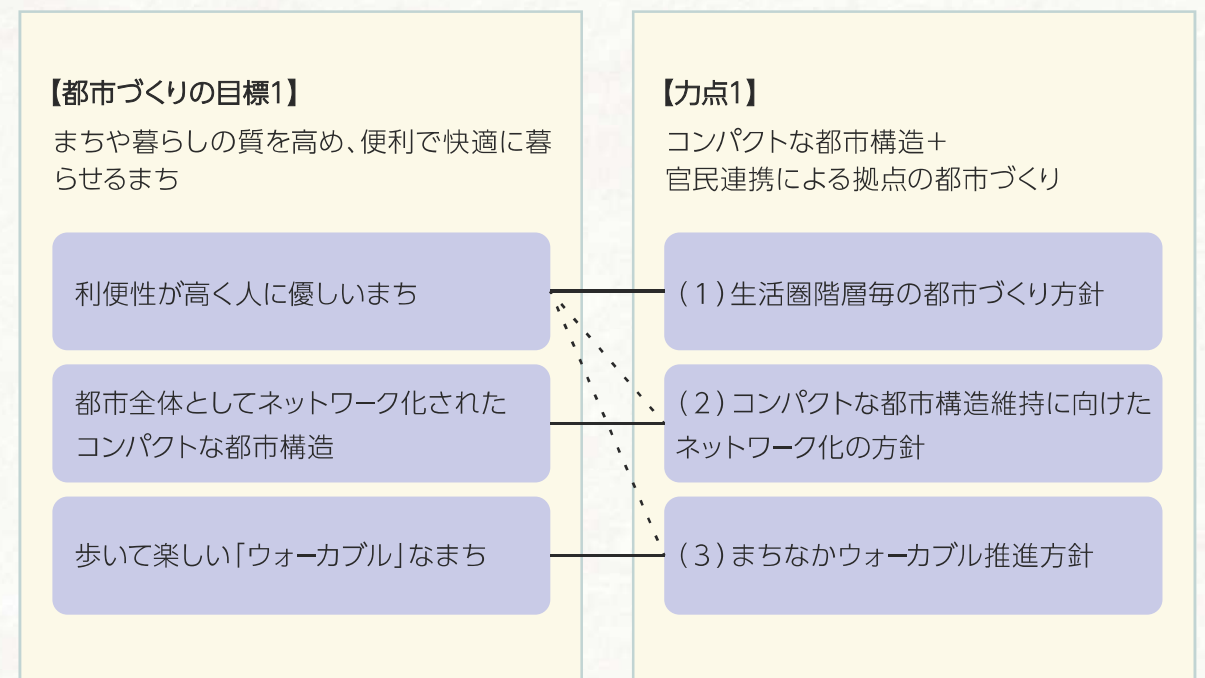 【都市づくりの目標1】
まちや暮らしの質を高め、便利で快適に暮
らせるまち
利便性が高く人に優しいまち
都市全体としてネットワーク化された
コンパクトな都市構造
歩いて楽しい「ウォーカブル」なまち
【力点1】
コンパクトな都市構造＋
官民連携による拠点の都市づくり
（１）生活圏階層毎の都市づくり方針
（２）コンパクトな都市構造維持に向けた
ネットワーク化の方針
（３）まちなかウォーカブル推進方針